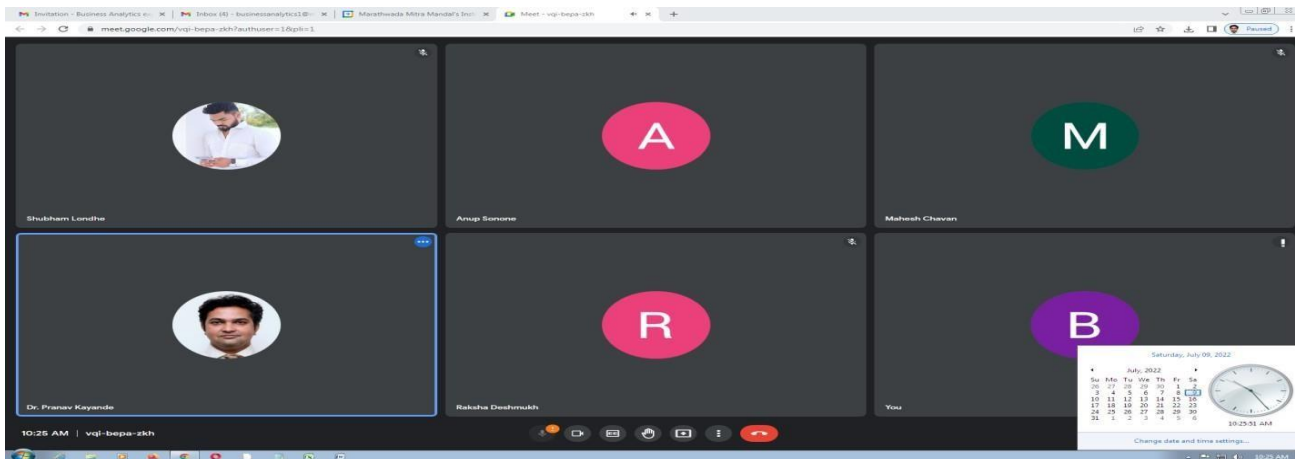 Invitation - Business Analytics
Inbox (4) - businessanalytics1@
Marathwada Mitra Mandal's Inst
Meet - vqi-bepa-zkh
meet.google.com/vqi-bepa-zkh?authuser=1&pli=1
Paused
A
M
Shubham Londhe
Anup Sonone
Mahesh Chavan
R
B
Dr. Pranav Kayande
Raksha Deshmukh
You
Saturday, July 09, 2022
July, 2022
Su Mo Tu We Th Fr Sa
26 27 28 29 30 1 2
3 4 5 6 7 8 9
10 11 12 13 14 15 16
17 18 19 20 21 22 23
24 25 26 27 28 29 30
31 1 2 3 4 5 6
10:25:51 AM
Change date and time settings...
10:25 AM | vqi-bepa-zkh
10:25 AM